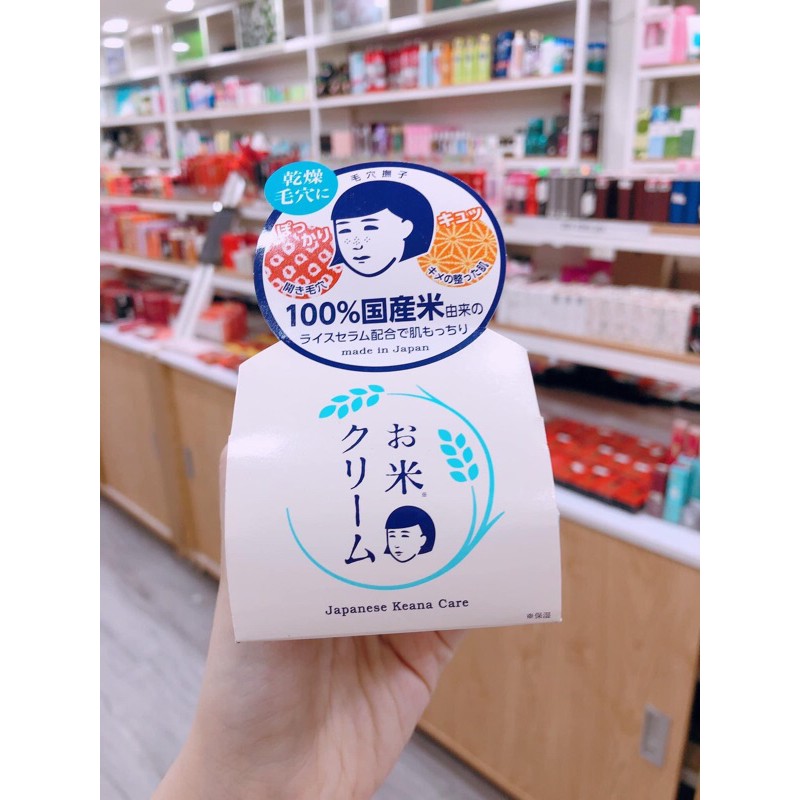 乾燥
毛穴に
毛穴撫子
ぽっかり
開き毛穴
キュッ
キメの整った肌
100%国産米由来の
ライスセラム配合で肌もっちり
made in Japan
お米※
クリーム
Japanese Keana Care
※保湿